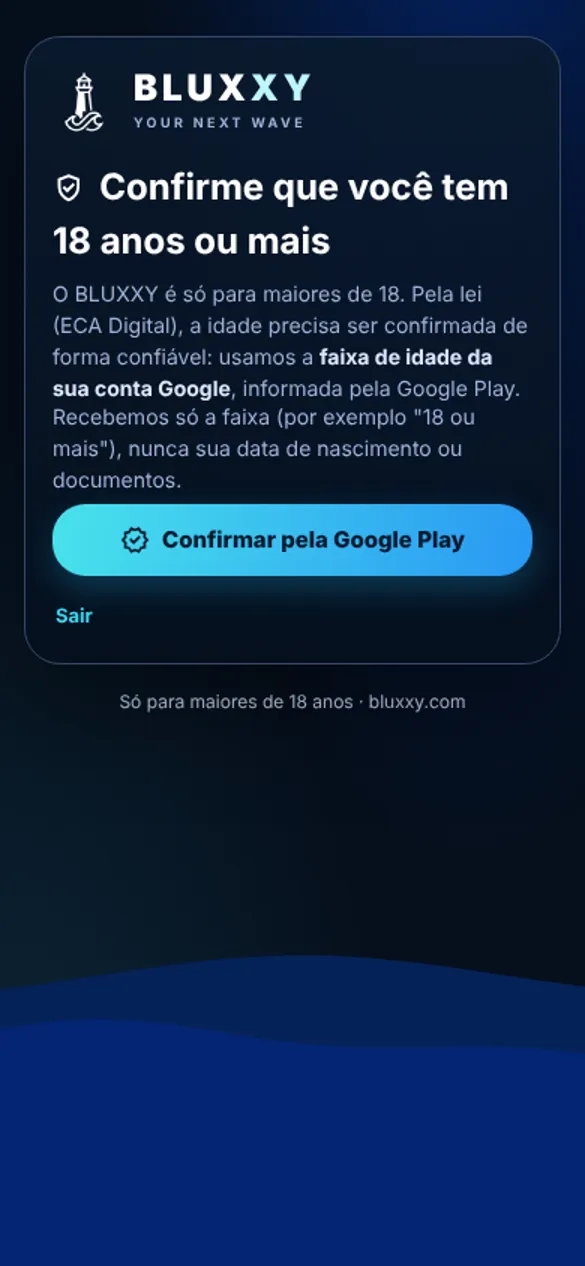 BLUXXY
YOUR NEXT WAVE
Confirme que você tem
18 anos ou mais
O BLUXXY é só para maiores de 18. Pela lei
(ECA Digital), a idade precisa ser confirmada de
forma confiável: usamos a faixa de idade da
sua conta Google, informada pela Google Play.
Recebemos só a faixa (por exemplo "18 ou
mais"), nunca sua data de nascimento ou
documentos.
Confirmar pela Google Play
Sair
Só para maiores de 18 anos · bluxxy.com